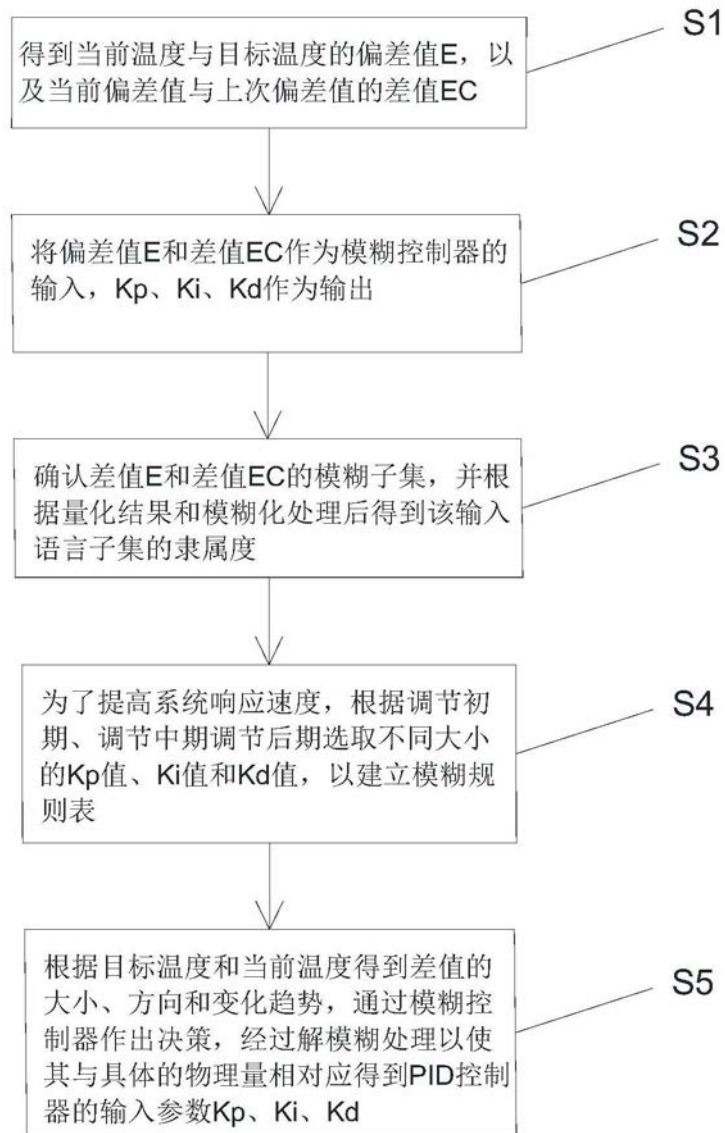 得到当前温度与目标温度的偏差值E，以
及当前偏差值与上次偏差值的差值EC
S1
将偏差值E和差值EC作为模糊控制器的
输入，Kp、Ki、Kd作为输出
S2
确认差值E和差值EC的模糊子集，并根
据量化结果和模糊化处理后得到该输入
语言子集的隶属度
S3
为了提高系统响应速度，根据调节初
期、调节中期调节后期选取不同大小
的Kp值、Ki值和Kd值，以建立模糊规
则表
S4
根据目标温度和当前温度得到差值的
大小、方向和变化趋势，通过模糊控
制器作出决策，经过解模糊处理以使
其与具体的物理量相对应得到PID控制
器的输入参数Kp、Ki、Kd
S5